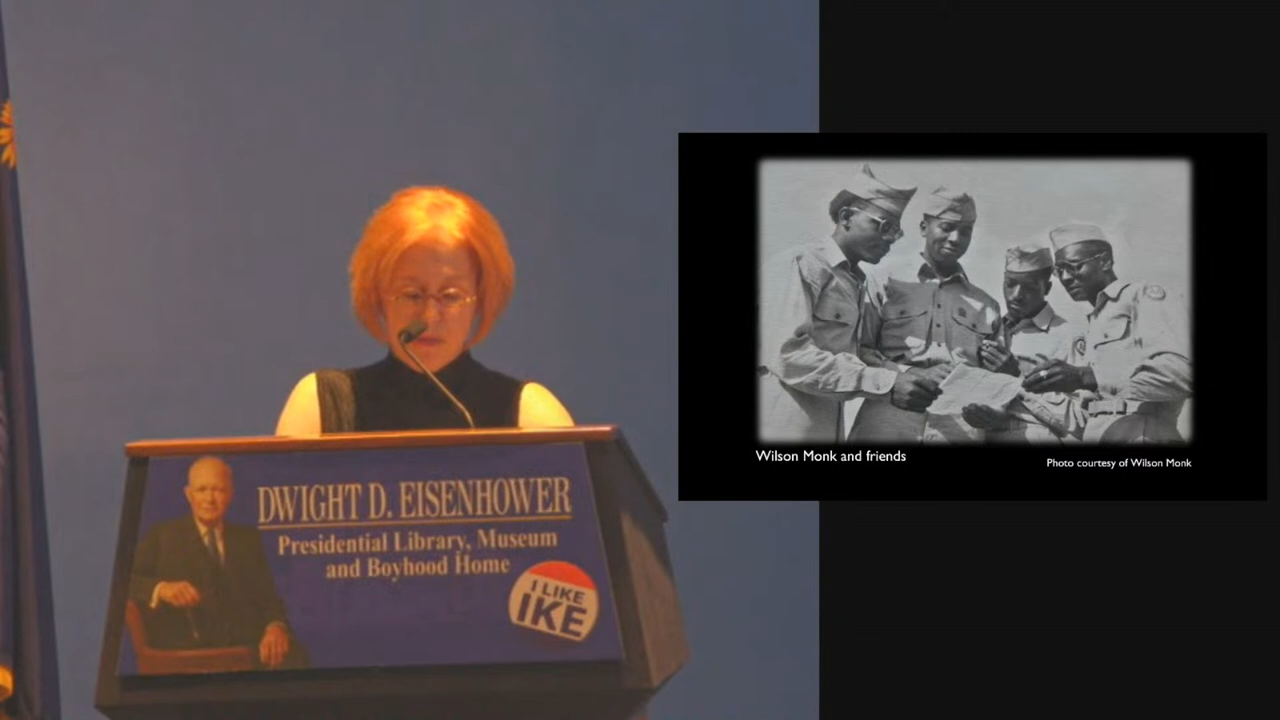 DWIGHT D. EISENHOWER
Presidential Library, Museum
and Boyhood Home
I LIKE
IKE
Wilson Monk and friends
Photo courtesy of Wilson Monk